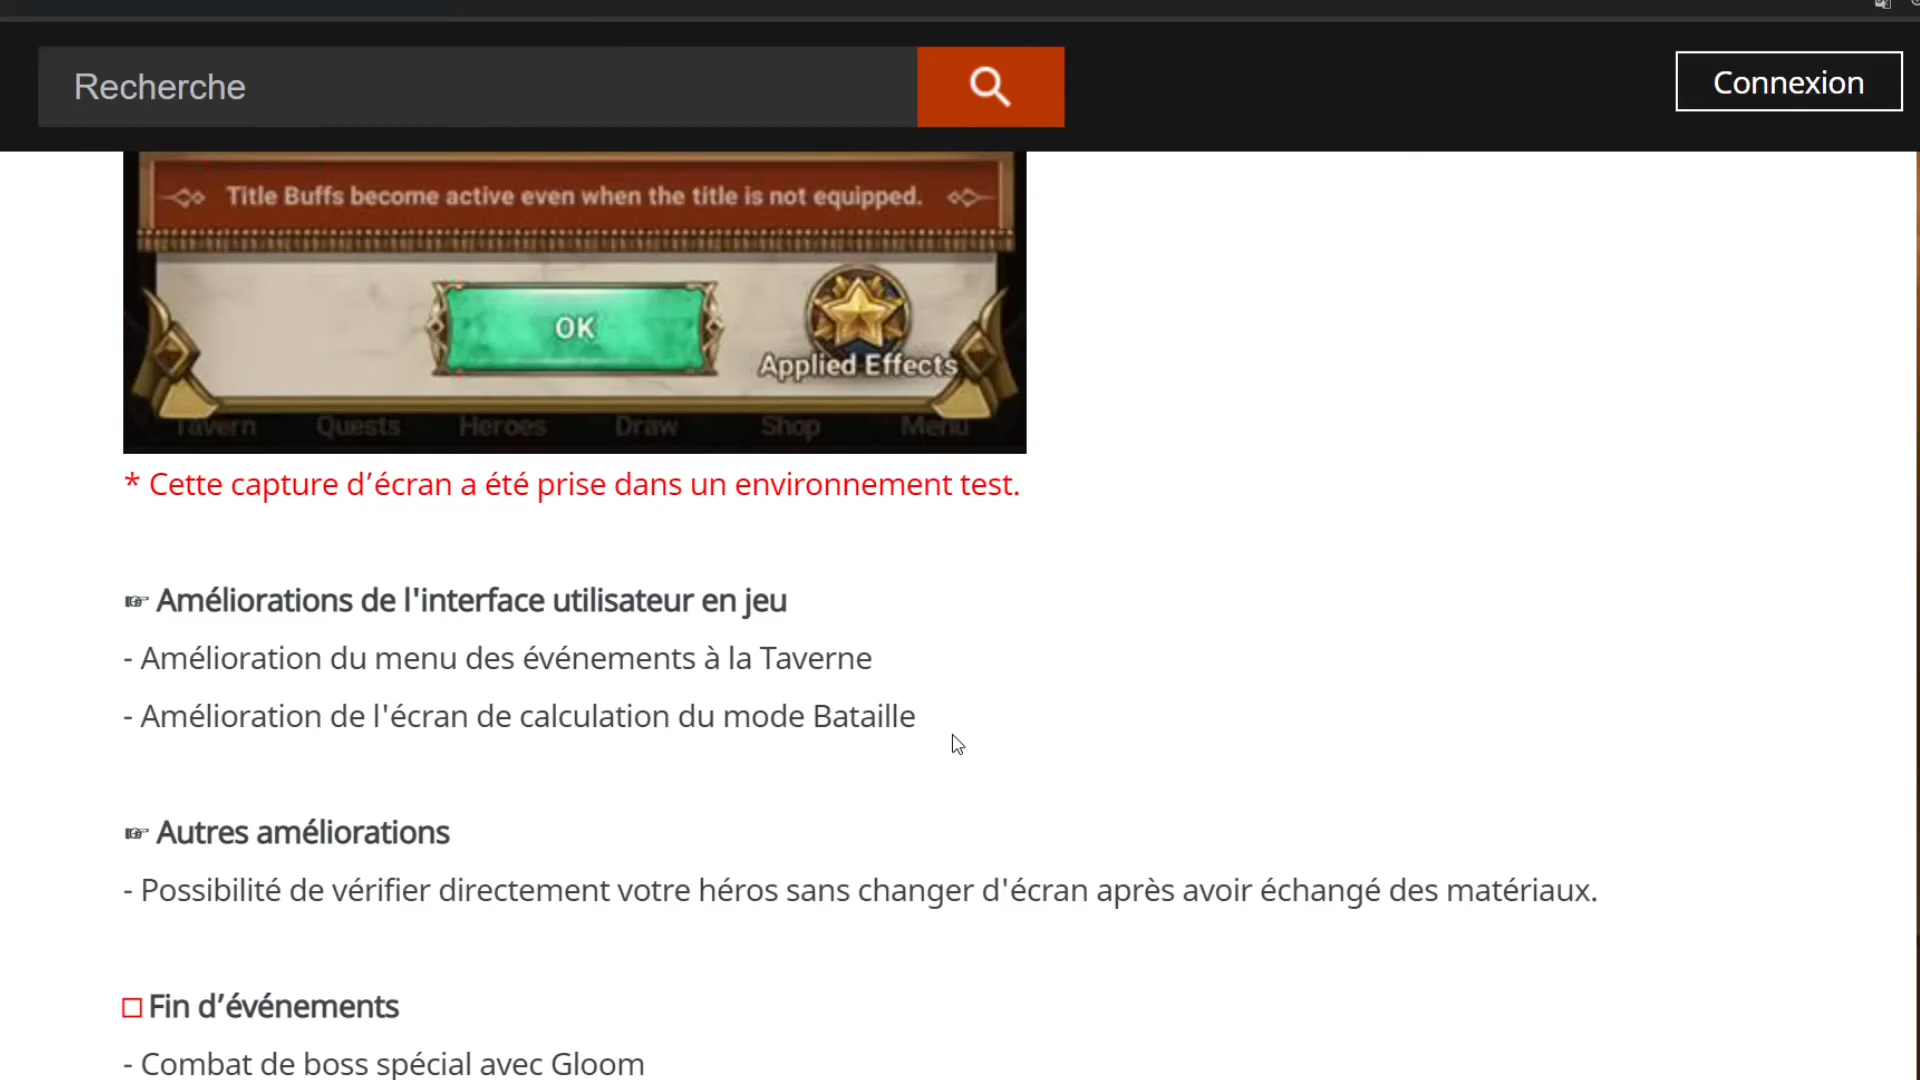 Recherche
Connexion
Title Buffs become active even when the title is not equipped.
OK
Applied Effects
Tavern Quests Heroes Draw Shop Menu
* Cette capture d’écran a été prise dans un environnement test.
☞ Améliorations de l'interface utilisateur en jeu
- Amélioration du menu des événements à la Taverne
- Amélioration de l'écran de calculation du mode Bataille
☞ Autres améliorations
- Possibilité de vérifier directement votre héros sans changer d'écran après avoir échangé des matériaux.
□ Fin d’événements
- Combat de boss spécial avec Gloom